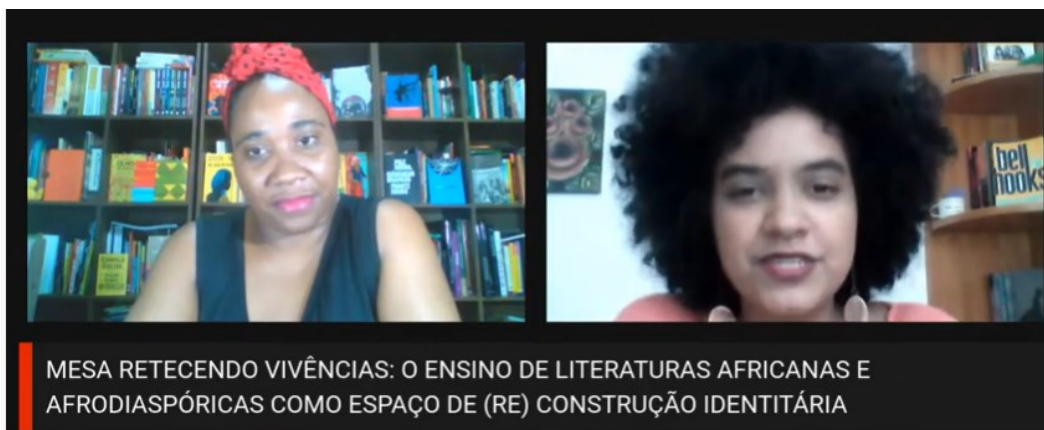 bell
hooks
MESA RETECENDO VIVÊNCIAS: O ENSINO DE LITERATURAS AFRICANAS E
AFRODIASPÓRICAS COMO ESPAÇO DE (RE) CONSTRUÇÃO IDENTITÁRIA